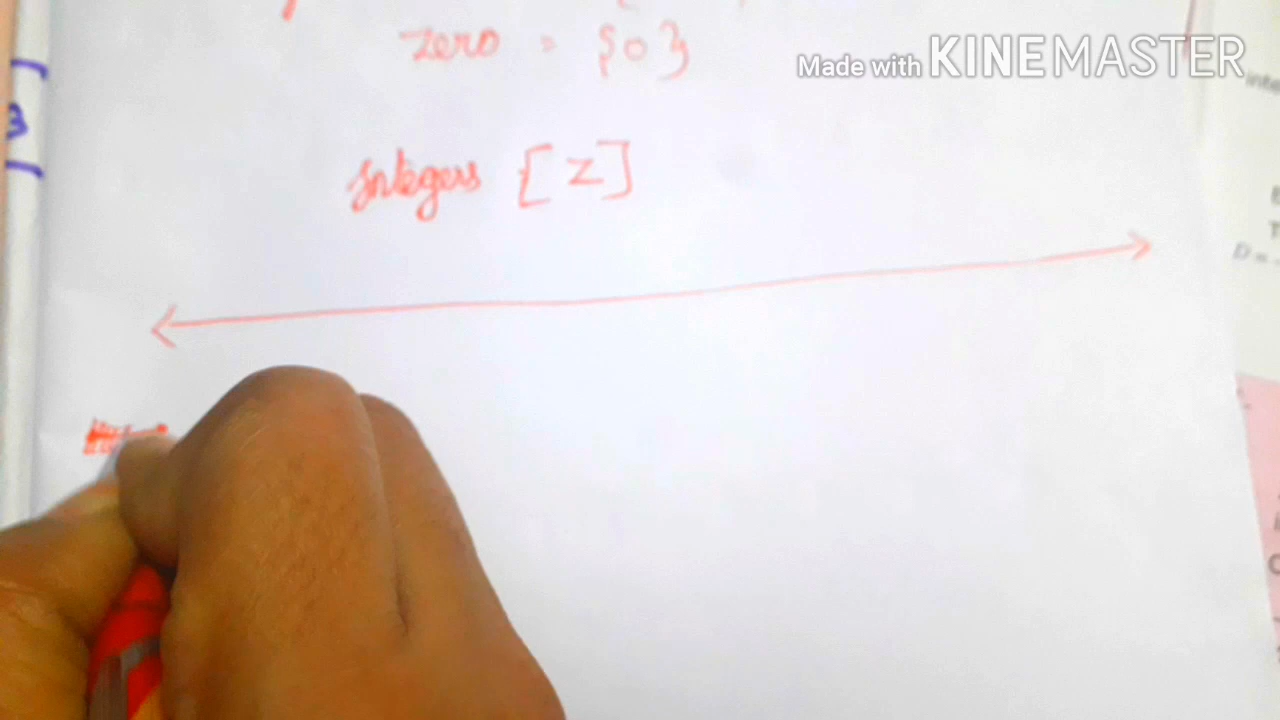 zero = {0}
Made with KINEMASTER
Integers [Z]
D =